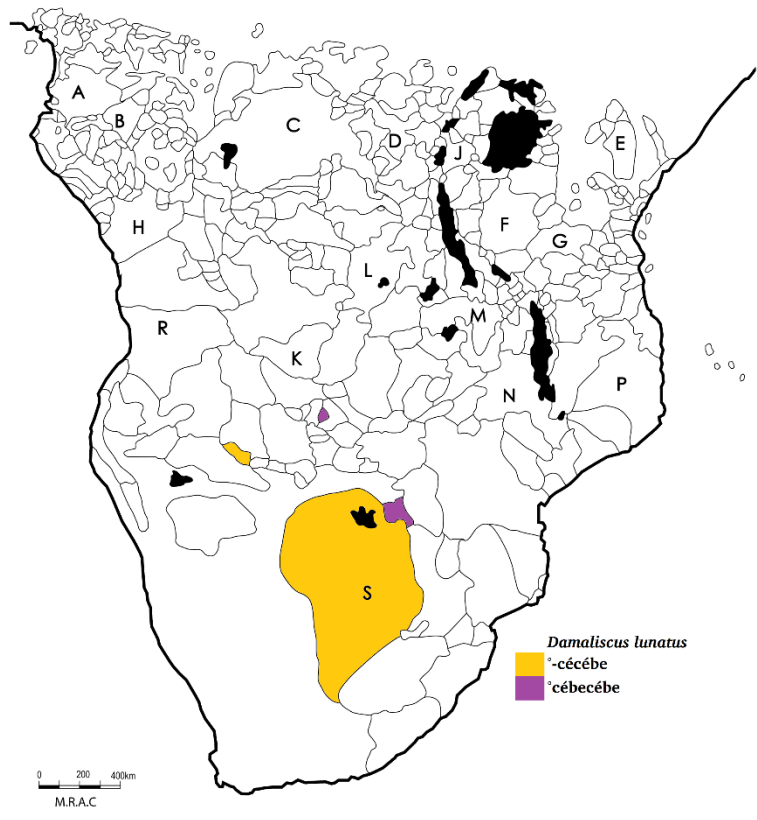 A
B
C
D
E
J
H
F
G
L
M
R
K
N
P
S
Damaliscus lunatus
°-cécébe
°cébecébe
0 200 400km
M.R.A.C